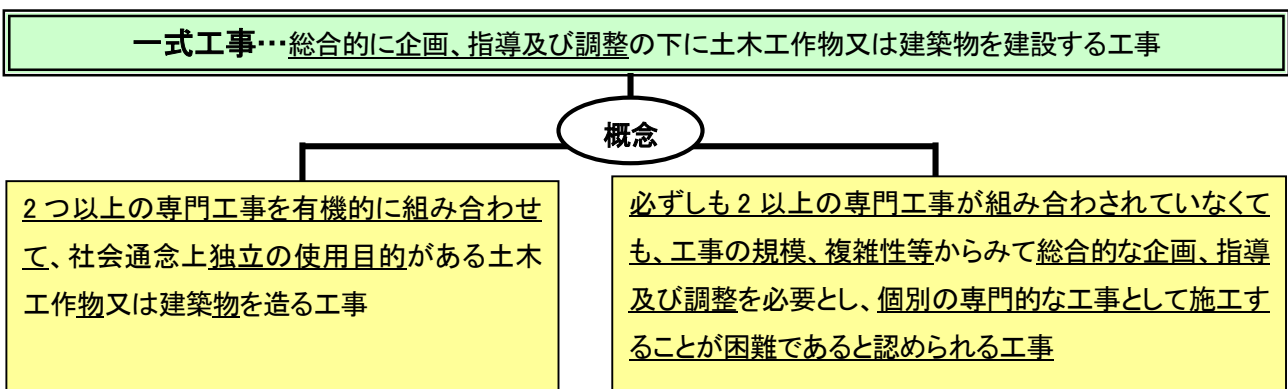 一式工事…総合的に企画、指導及び調整の下に土木工作物又は建築物を建設する工事
概念
2つ以上の専門工事を有機的に組み合わせ
て、社会通念上独立の使用目的がある土木
工作物又は建築物を造る工事
必ずしも2以上の専門工事が組み合わされていなくて
も、工事の規模、複雑性等からみて総合的な企画、指導
及び調整を必要とし、個別の専門的な工事として施工す
ることが困難であると認められる工事